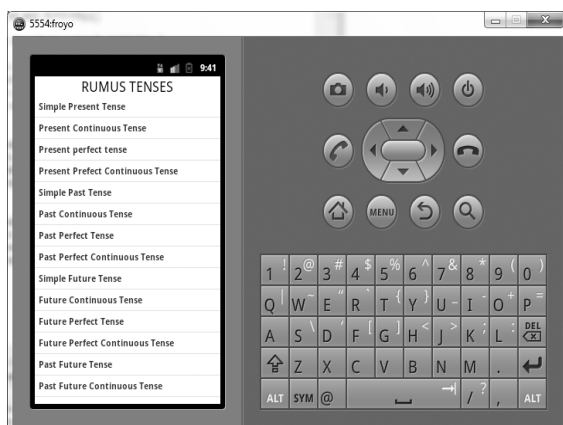 5554:froyo
9:41
RUMUS TENSES
Simple Present Tense
Present Continuous Tense
Present perfect tense
Present Prefect Continuous Tense
Simple Past Tense
Past Continuous Tense
Past Perfect Tense
Past Perfect Continuous Tense
Simple Future Tense
Future Continuous Tense
Future Perfect Tense
Future Perfect Continuous Tense
Past Future Tense
Past Future Continuous Tense
MENU
1 ! 2 @ 3 # 4 $ 5 % 6 ^ 7 & 8 * 9 ( 0 )
Q | W ~ E " R ` T { Y } U _ I - O + P =
A S \ D ' F [ G ] H < J > K ; L : DEL
Z X C V B N M .
ALT SYM @ / ? , ALT